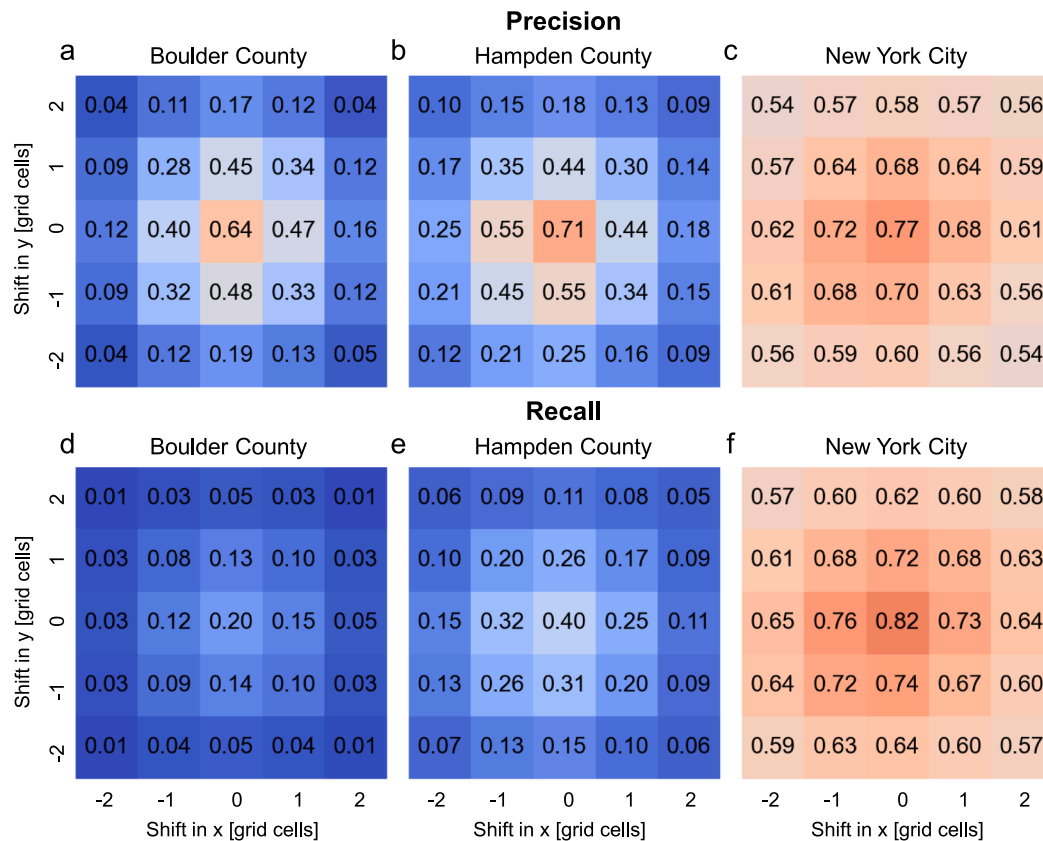 Precision
a Boulder County b Hampden County c New York City
2 0.04 0.11 0.17 0.12 0.04 0.10 0.15 0.18 0.13 0.09 0.54 0.57 0.58 0.57 0.56
1 0.09 0.28 0.45 0.34 0.12 0.17 0.35 0.44 0.30 0.14 0.57 0.64 0.68 0.64 0.59
0 0.12 0.40 0.64 0.47 0.16 0.25 0.55 0.71 0.44 0.18 0.62 0.72 0.77 0.68 0.61
-1 0.09 0.32 0.48 0.33 0.12 0.21 0.45 0.55 0.34 0.15 0.61 0.68 0.70 0.63 0.56
-2 0.04 0.12 0.19 0.13 0.05 0.12 0.21 0.25 0.16 0.09 0.56 0.59 0.60 0.56 0.54
Shift in y [grid cells]
Recall
d Boulder County e Hampden County f New York City
2 0.01 0.03 0.05 0.03 0.01 0.06 0.09 0.11 0.08 0.05 0.57 0.60 0.62 0.60 0.58
1 0.03 0.08 0.13 0.10 0.03 0.10 0.20 0.26 0.17 0.09 0.61 0.68 0.72 0.68 0.63
0 0.03 0.12 0.20 0.15 0.05 0.15 0.32 0.40 0.25 0.11 0.65 0.76 0.82 0.73 0.64
-1 0.03 0.09 0.14 0.10 0.03 0.13 0.26 0.31 0.20 0.09 0.64 0.72 0.74 0.67 0.60
-2 0.01 0.04 0.05 0.04 0.01 0.07 0.13 0.15 0.10 0.06 0.59 0.63 0.64 0.60 0.57
Shift in y [grid cells]
-2 -1 0 1 2 -2 -1 0 1 2 -2 -1 0 1 2
Shift in x [grid cells] Shift in x [grid cells] Shift in x [grid cells]